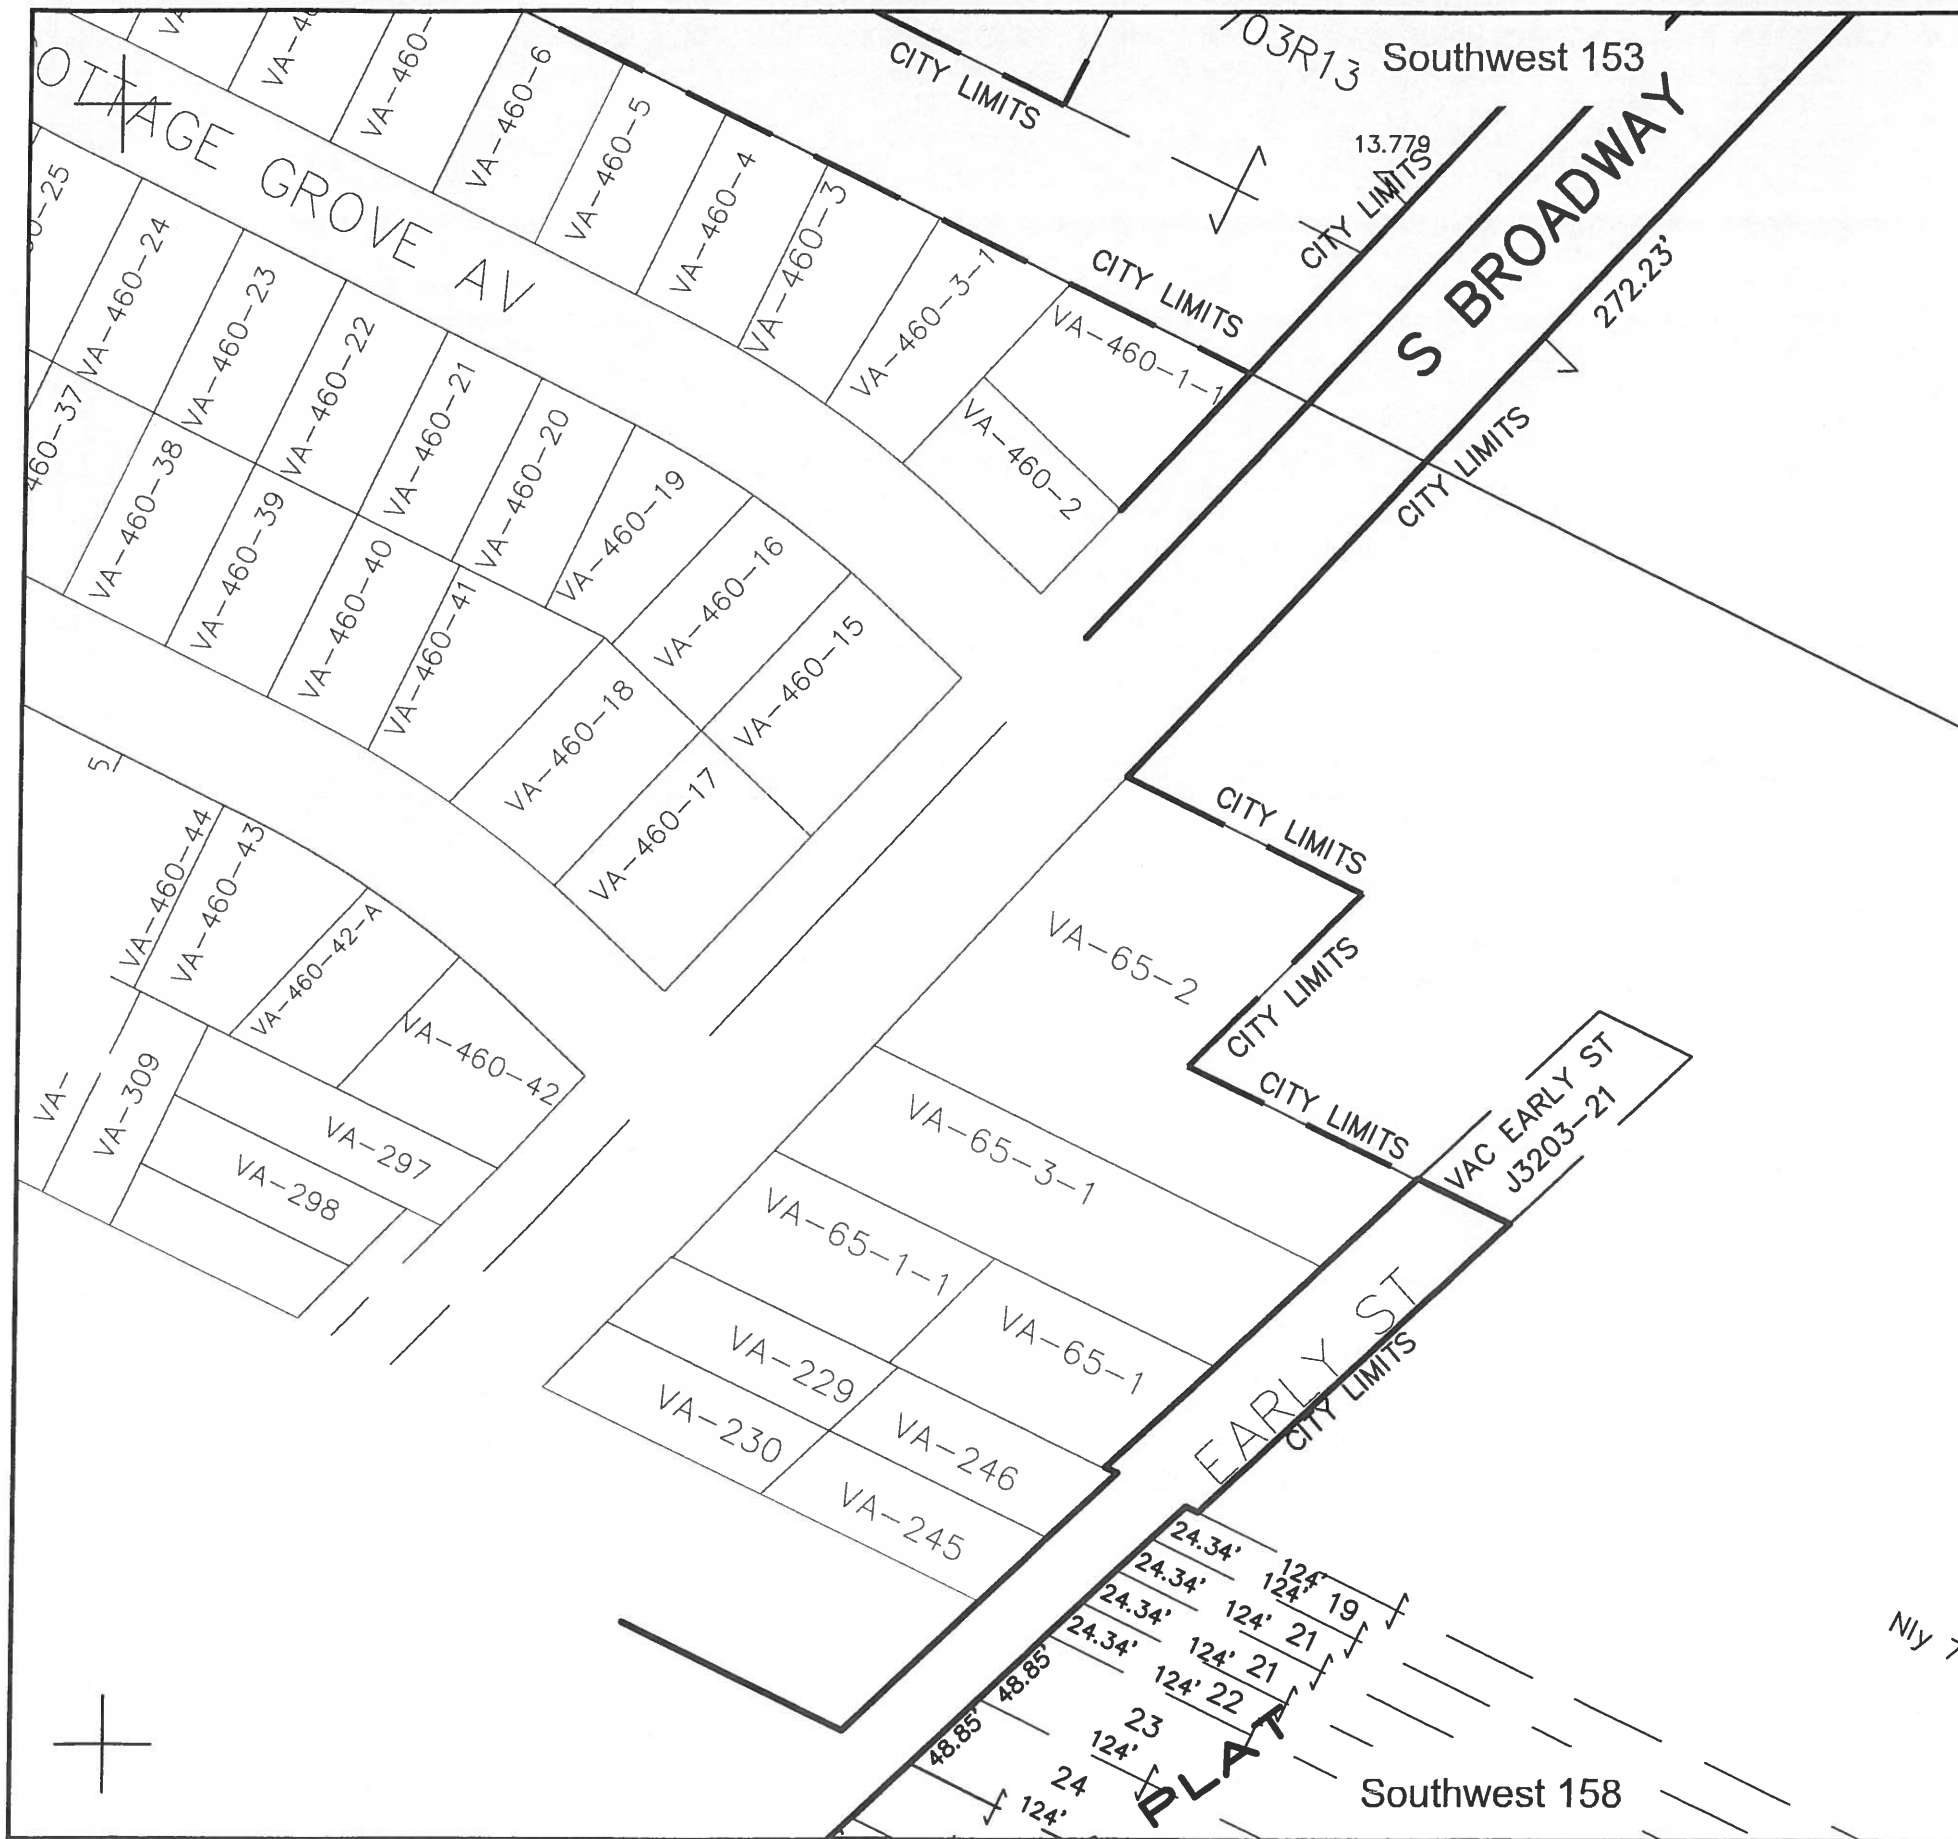 703R13
Southwest 153
CITY LIMITS
VA-460-6
VA-460-5
VA-460-4
VA-460-3
VA-460-3-1
VA-460-1-1
VA-460-2
OTTAGE GROVE AV
CITY LIMITS
13.779
CITY LIMITS
S BROADWAY
272.23'
CITY LIMITS
VA-460-24
VA-460-23
VA-460-22
VA-460-21
VA-460-20
VA-460-19
VA-460-16
VA-460-15
460-37
VA-460-38
VA-460-39
VA-460-40
VA-460-41
VA-460-18
VA-460-17
5
VA-460-44
VA-460-43
VA-460-42-A
VA-460-42
VA-
VA-309
VA-297
VA-298
CITY LIMITS
VA-65-2
CITY LIMITS
CITY LIMITS
VAC EARLY ST
J3203-21
VA-65-3-1
VA-65-1-1
VA-65-1
VA-229
VA-230
VA-246
VA-245
EARLY ST
CITY LIMITS
24.34' 124'
124' 19
24.34' 124' 21
24.34' 124' 21
24.34' 124' 22
48.85' 23
124'
48.85' 24
124'
PLAT
Nly 7
Southwest 158